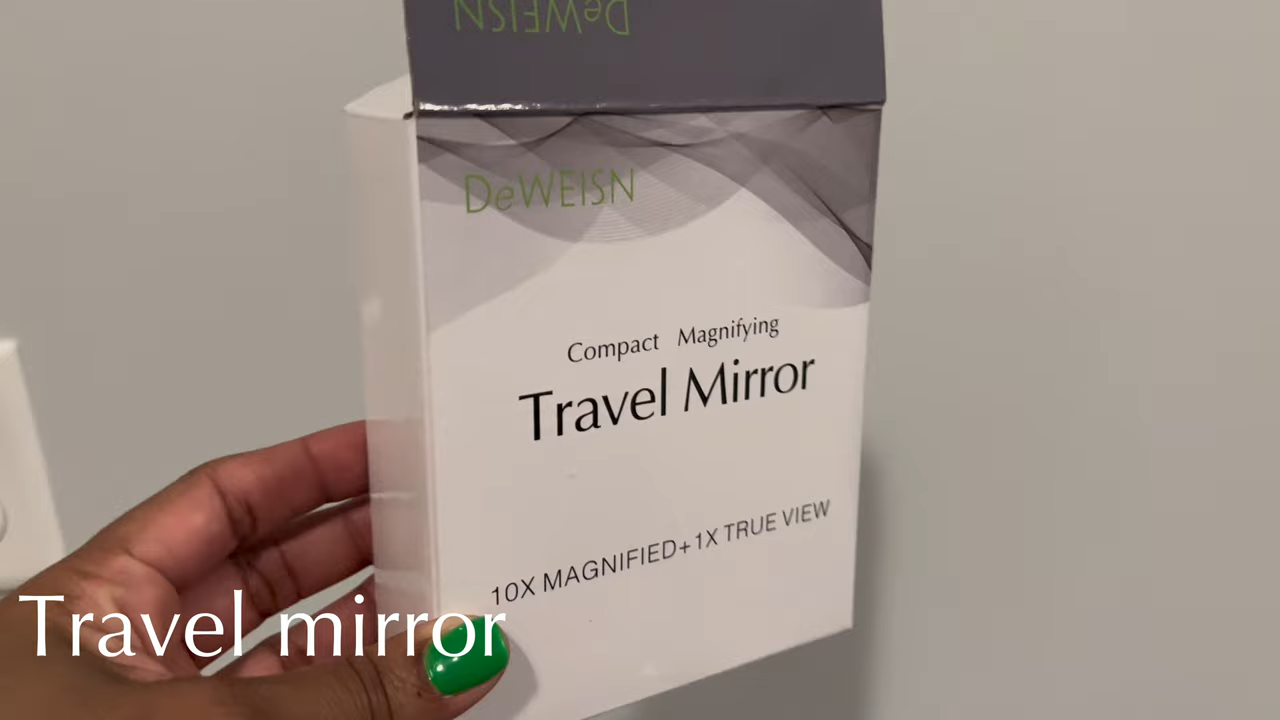 DeWEISN
DeWEISN
Compact Magnifying
Travel Mirror
10X MAGNIFIED+1X TRUE VIEW
Travel mirror